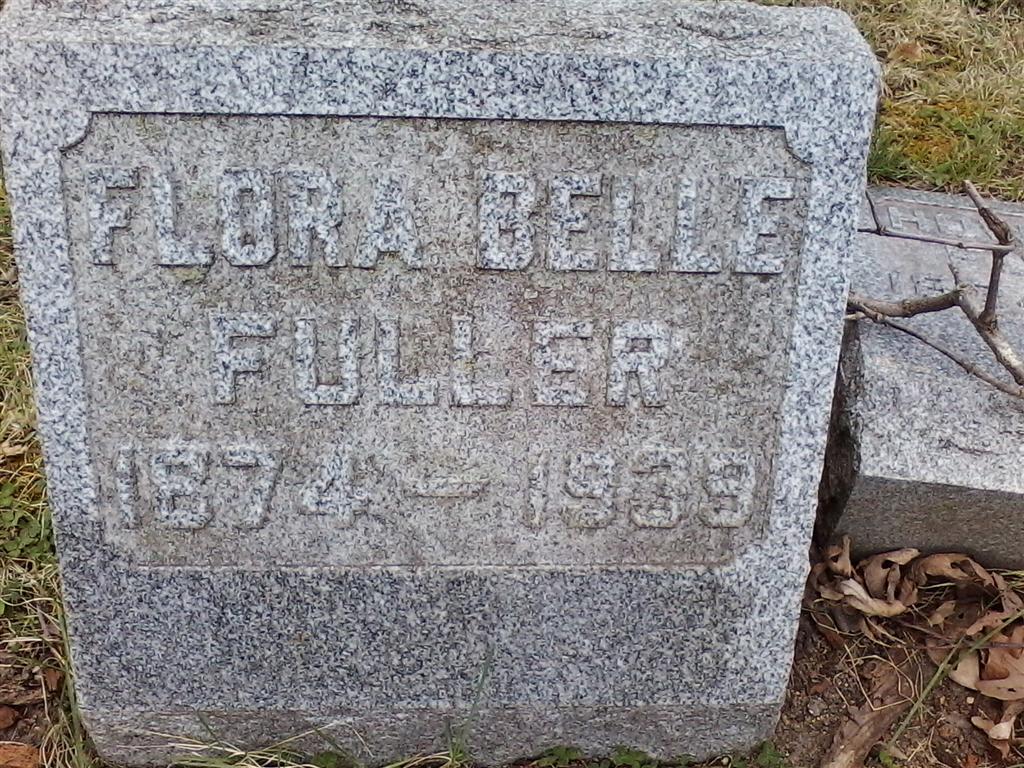 FLORA BELLE
FULLER
1874 — 1939